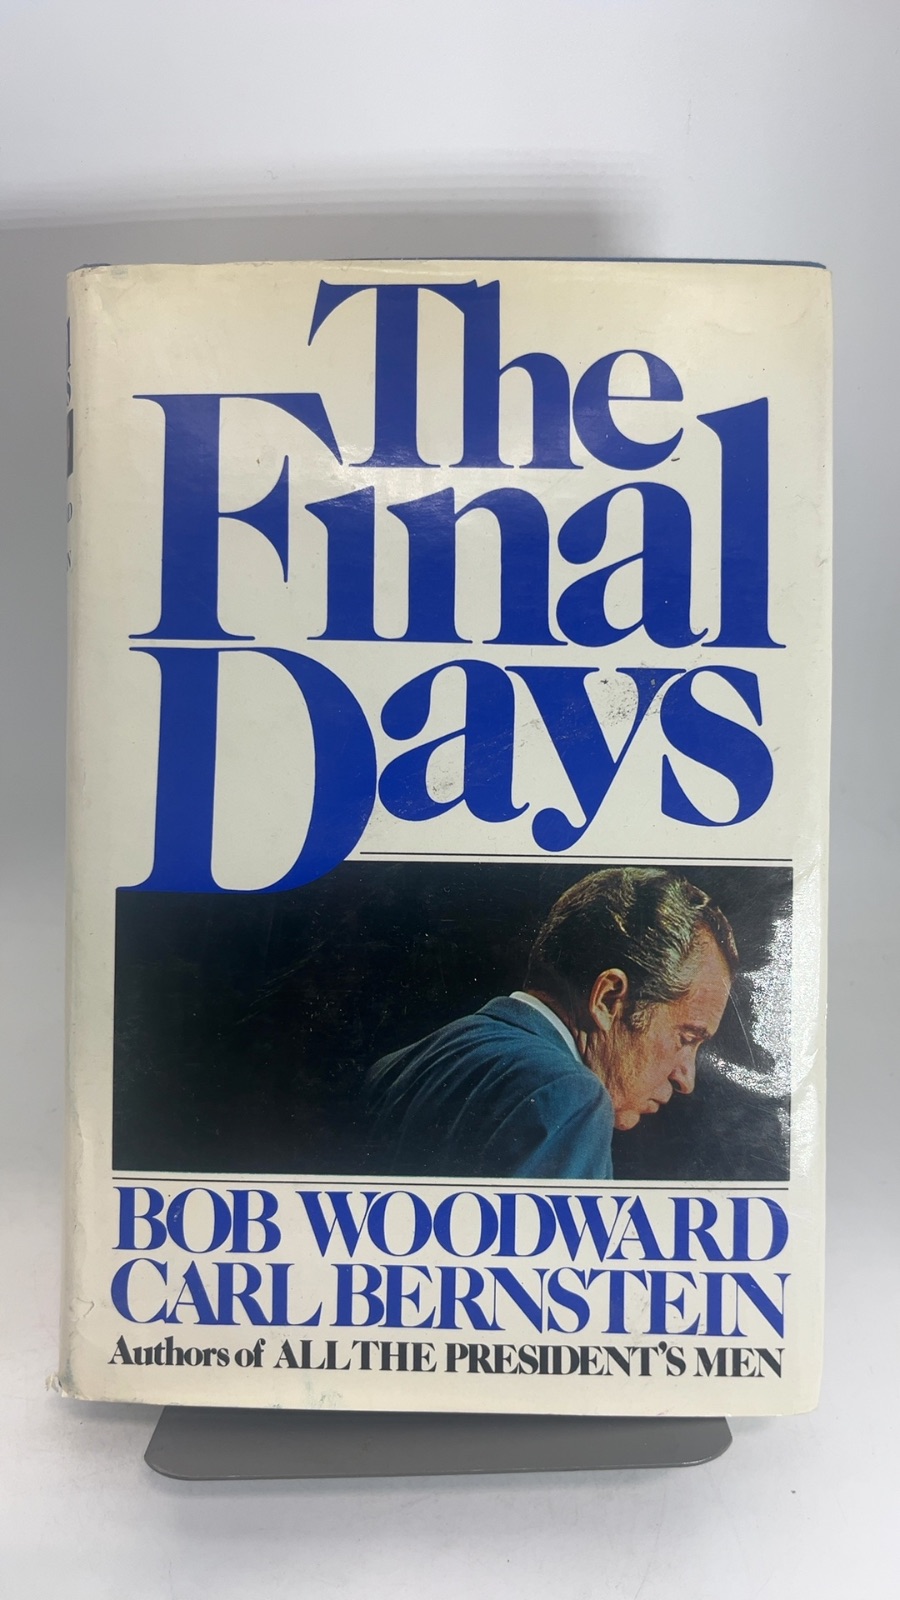 The
Final
Days
BOB WOODWARD
CARL BERNSTEIN
Authors of ALL THE PRESIDENT'S MEN